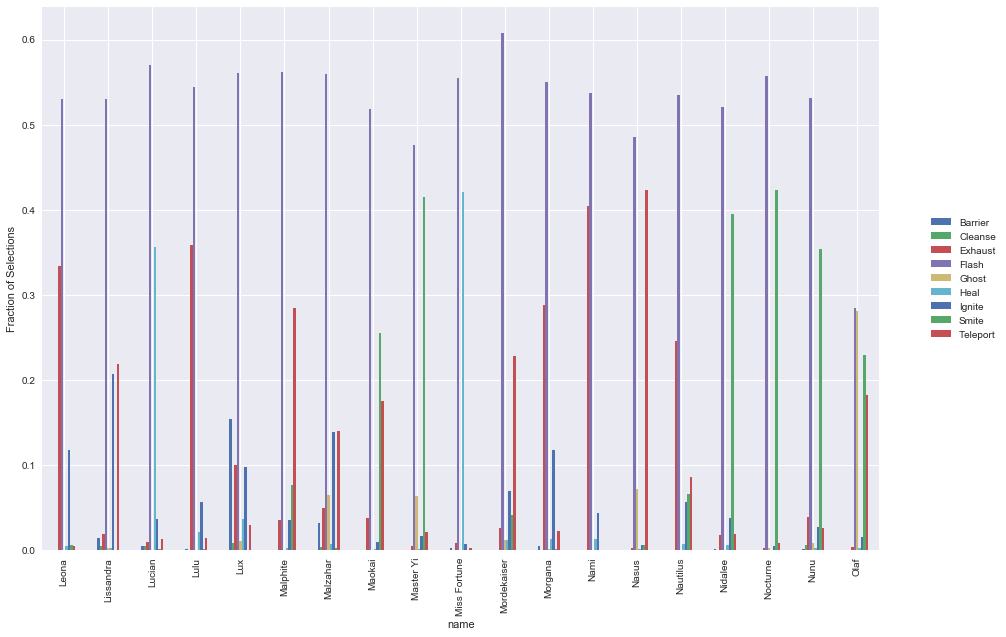 0.6
0.5
0.4
0.3
0.2
0.1
0.0
Fraction of Selections
Leona
Lissandra
Lucian
Lulu
Lux
Malphite
Malzahar
Maokai
Master Yi
Miss Fortune
Mordekaiser
Morgana
Nami
Nasus
Nautilus
Nidalee
Nocturne
Nunu
Olaf
name
Barrier
Cleanse
Exhaust
Flash
Ghost
Heal
Ignite
Smite
Teleport